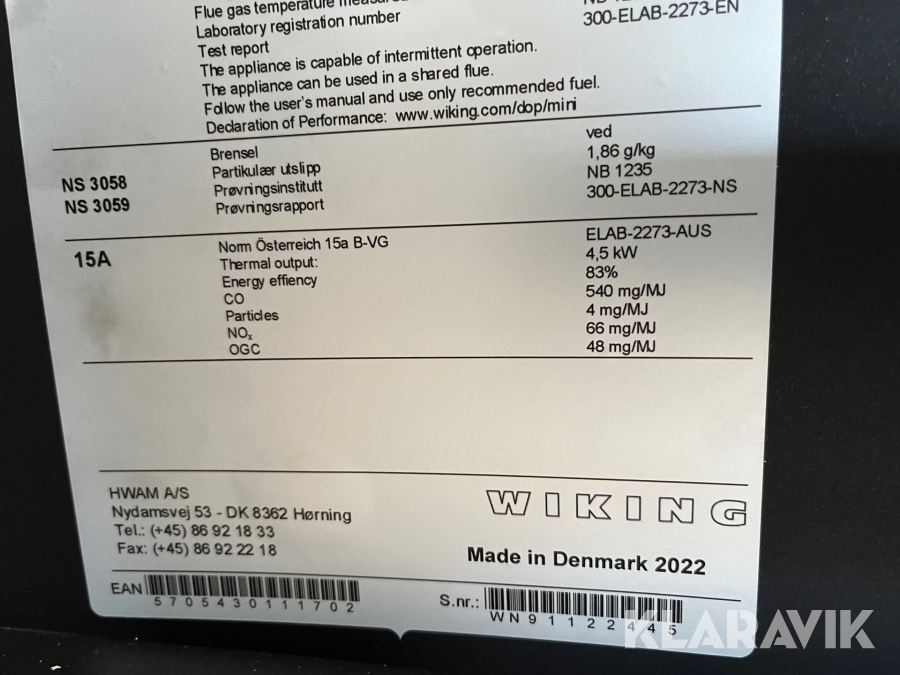 Flue gas temperature measured
Laboratory registration number
Test report 300-ELAB-2273-EN
The appliance is capable of intermittent operation.
The appliance can be used in a shared flue.
Follow the user's manual and use only recommended fuel.
Declaration of Performance: www.wiking.com/dop/mini
NS 3058
NS 3059
Brensel ved
Partikulær utslipp 1,86 g/kg
Prøvningsinstitutt NB 1235
Prøvningsrapport 300-ELAB-2273-NS
15A
Norm Österreich 15a B-VG ELAB-2273-AUS
Thermal output: 4,5 kW
Energy effiency 83%
CO 540 mg/MJ
Particles 4 mg/MJ
NOx 66 mg/MJ
OGC 48 mg/MJ
HWAM A/S
Nydamsvej 53 - DK 8362 Hørning
Tel.: (+45) 86 92 18 33
Fax: (+45) 86 92 22 18
WIKING
Made in Denmark 2022
EAN
5705430111702
S.nr.:
WN91122445
KLARAVIK